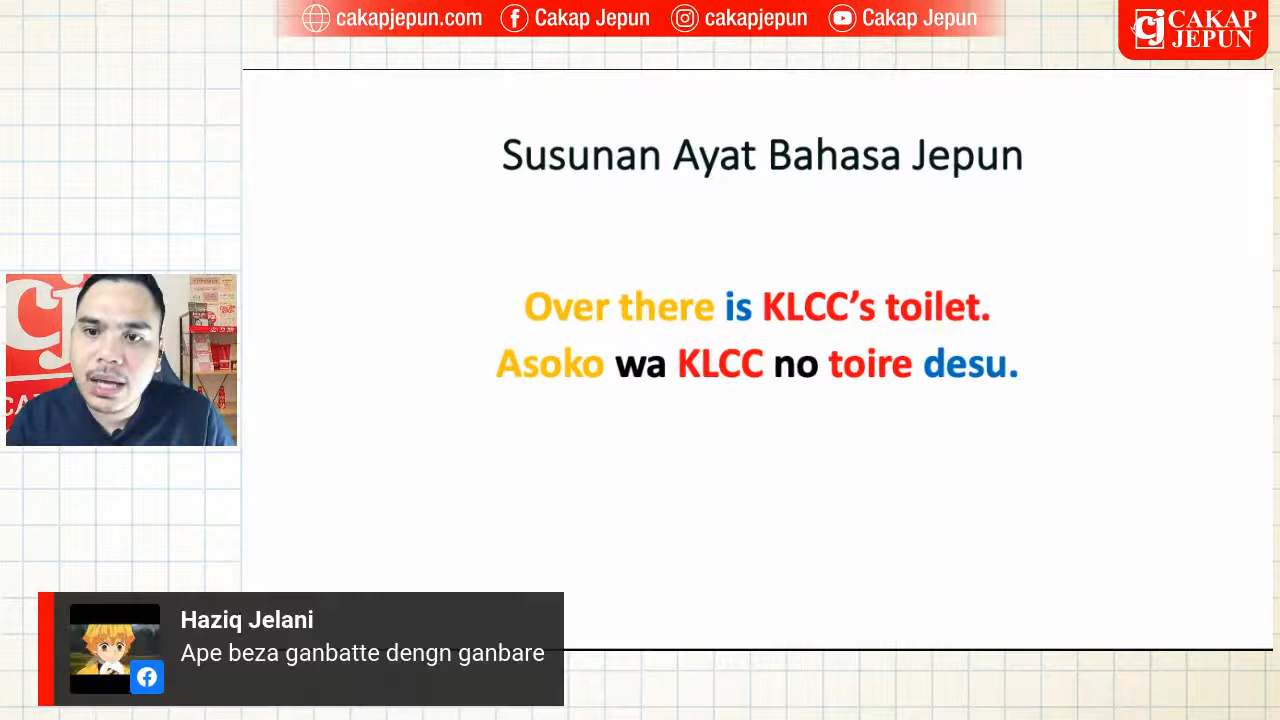 cakapjepun.com Cakap Jepun cakapjepun Cakap Jepun
CAKAP
JEPUN
Susunan Ayat Bahasa Jepun
Over there is KLCC’s toilet.
Asoko wa KLCC no toire desu.
Haziq Jelani
Ape beza ganbatte dengn ganbare